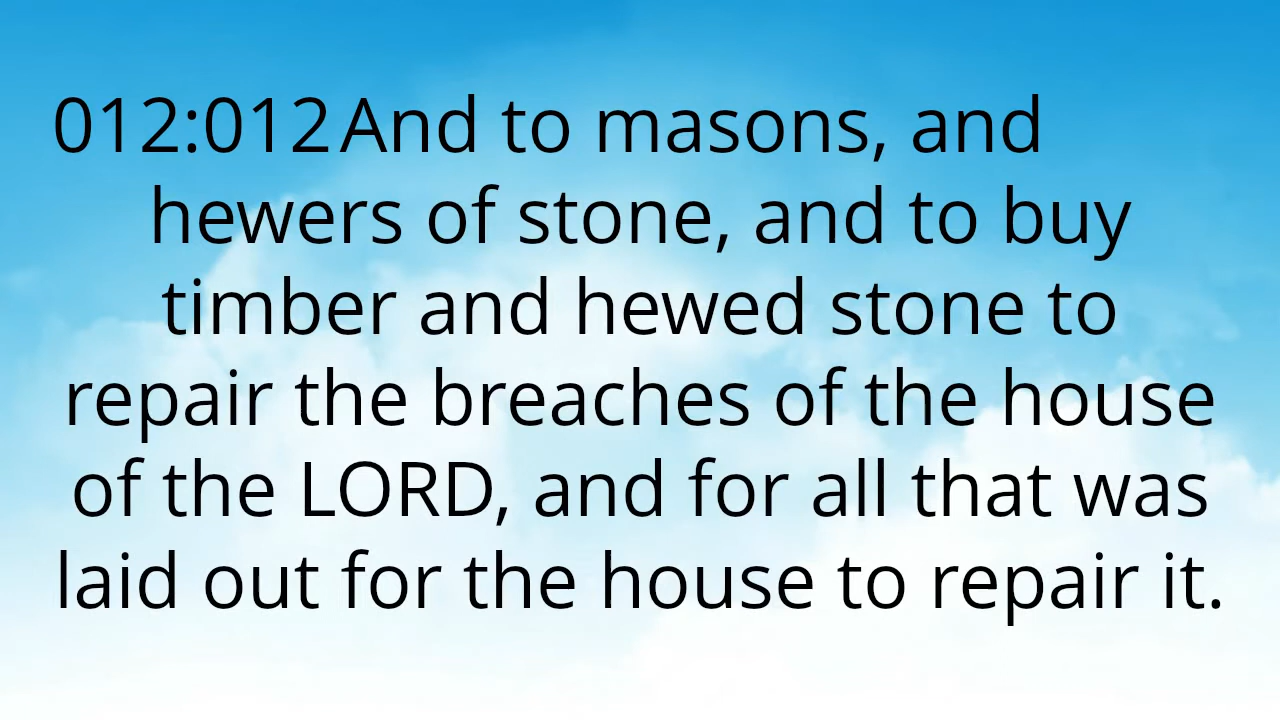 012:012 And to masons, and
hewers of stone, and to buy
timber and hewed stone to
repair the breaches of the house
of the LORD, and for all that was
laid out for the house to repair it.